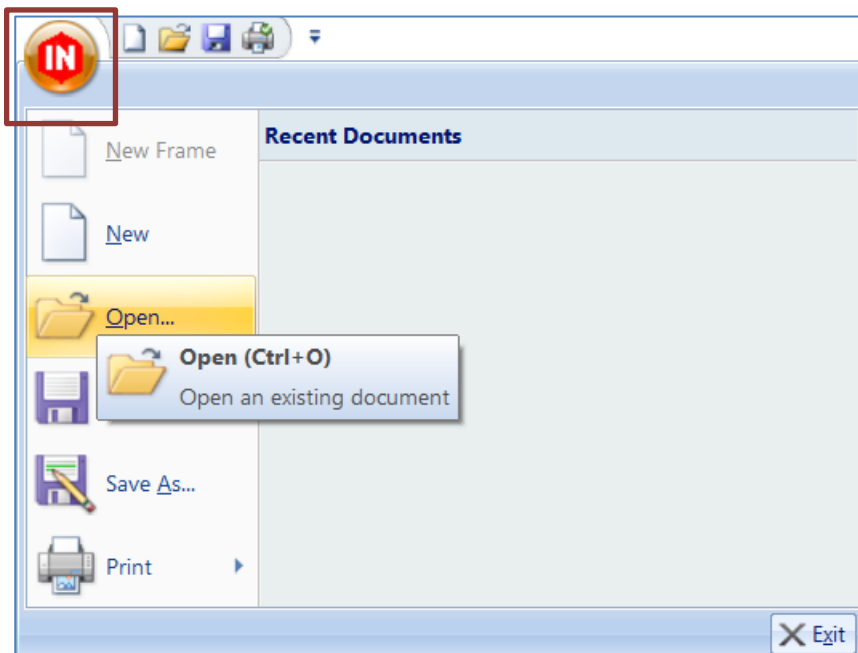 IN
New Frame
Recent Documents
New
Open...
Open (Ctrl+O)
Open an existing document
Save As...
Print
Exit